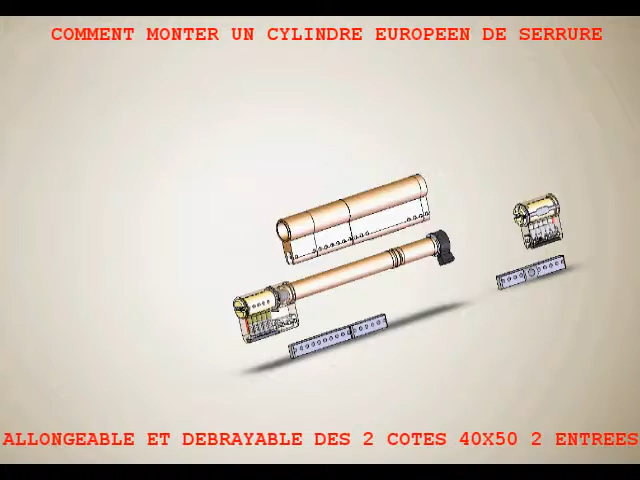 COMMENT MONTER UN CYLINDRE EUROPEEN DE SERRURE
ALLONGEABLE ET DEBRAYABLE DES 2 COTES 40X50 2 ENTREES